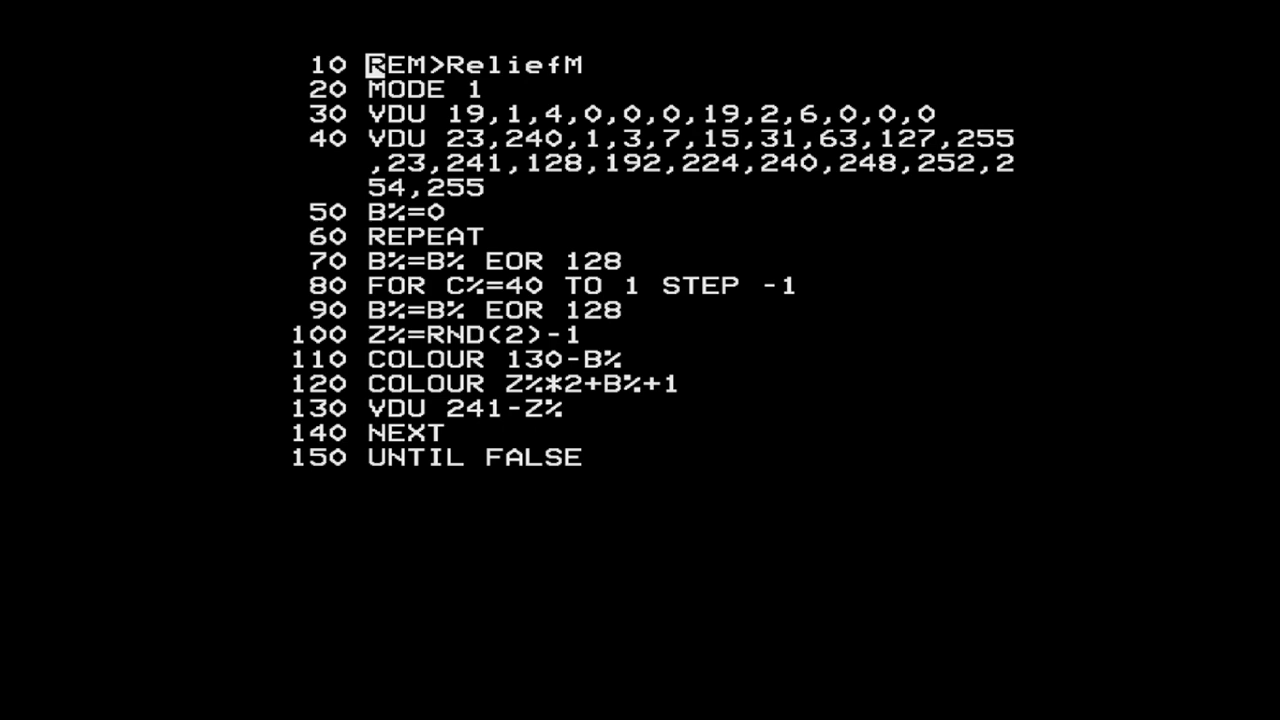 10 REM>ReliefM
20 MODE 1
30 VDU 19,1,4,0,0,0,19,2,6,0,0,0
40 VDU 23,240,1,3,7,15,31,63,127,255
,23,241,128,192,224,240,248,252,2
54,255
50 B%=0
60 REPEAT
70 B%=B% EOR 128
80 FOR C%=40 TO 1 STEP -1
90 B%=B% EOR 128
100 Z%=RND(2)-1
110 COLOUR 130-B%
120 COLOUR Z%*2+B%+1
130 VDU 241-Z%
140 NEXT
150 UNTIL FALSE